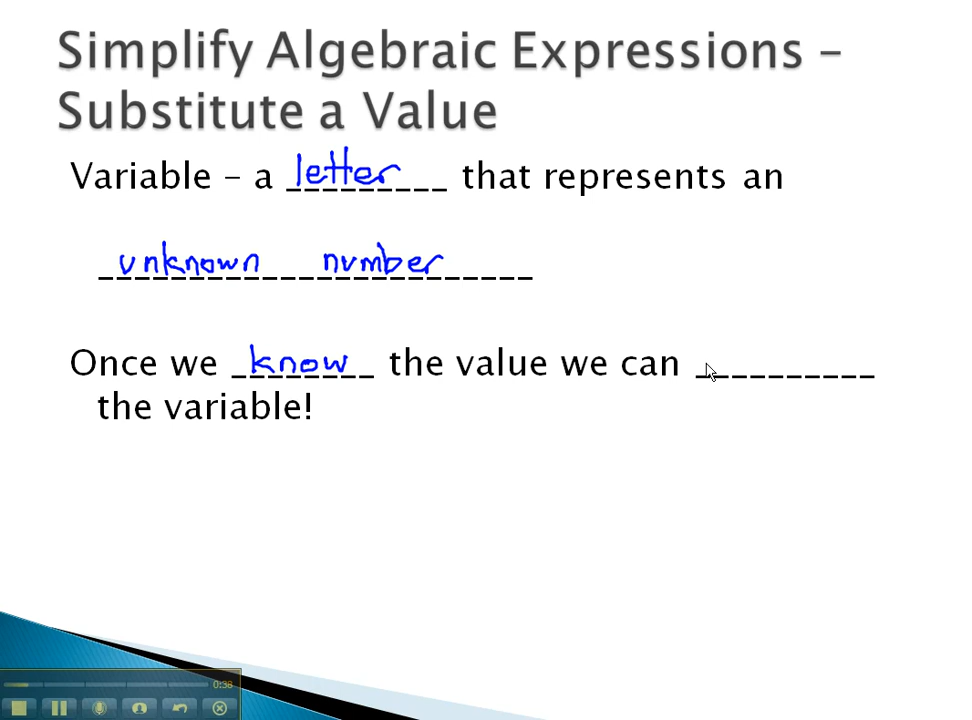 Simplify Algebraic Expressions –
Substitute a Value
Variable – a letter that represents an
unknown number
Once we know the value we can __________
the variable!
0:38